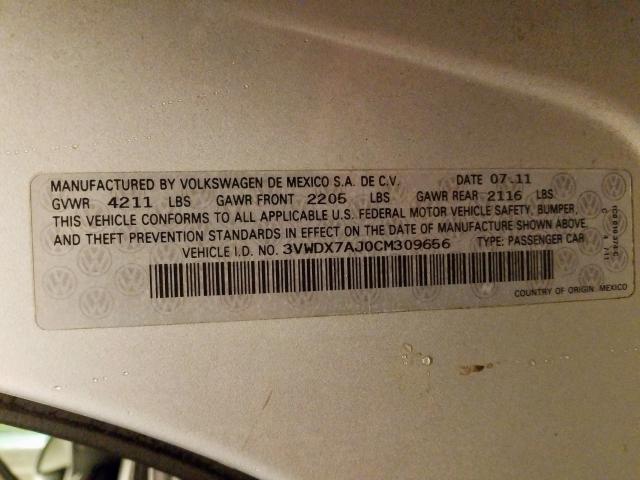 MANUFACTURED BY VOLKSWAGEN DE MEXICO S.A. DE C.V. DATE 07.11
GVWR 4211 LBS GAWR FRONT 2205 LBS GAWR REAR 2116 LBS
THIS VEHICLE CONFORMS TO ALL APPLICABLE U.S. FEDERAL MOTOR VEHICLE SAFETY, BUMPER,
AND THEFT PREVENTION STANDARDS IN EFFECT ON THE DATE OF MANUFACTURE SHOWN ABOVE.
VEHICLE I.D. NO. 3VWDX7AJ0CM309656 TYPE: PASSENGER CAR
COUNTRY OF ORIGIN: MEXICO